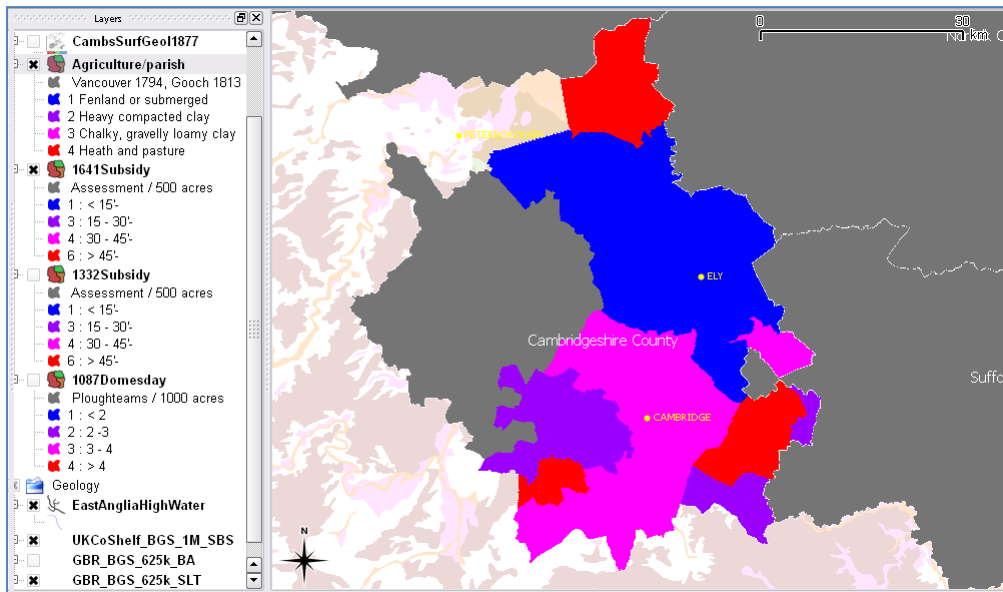 Layers
CambsSurfGeol1877
Agriculture/parish
Vancouver 1794, Gooch 1813
1 Fenland or submerged
2 Heavy compacted clay
3 Chalky, gravelly loamy clay
4 Heath and pasture
1641Subsidy
Assessment / 500 acres
1 : < 15'-
3 : 15 - 30'-
4 : 30 - 45'-
6 : > 45'-
1332Subsidy
Assessment / 500 acres
1 : < 15'-
3 : 15 - 30'-
4 : 30 - 45'-
6 : > 45'-
1087Domesday
Ploughteams / 1000 acres
1 : < 2
2 : 2 -3
3 : 3 - 4
4 : > 4
Geology
EastAngliaHighWater
UKCoShelf_BGS_1M_SBS
GBR_BGS_625k_BA
GBR_BGS_625k_SLT
0 30
km
PETERBOROUGH
ELY
Cambridgeshire County
Suffo
CAMBRIDGE
N